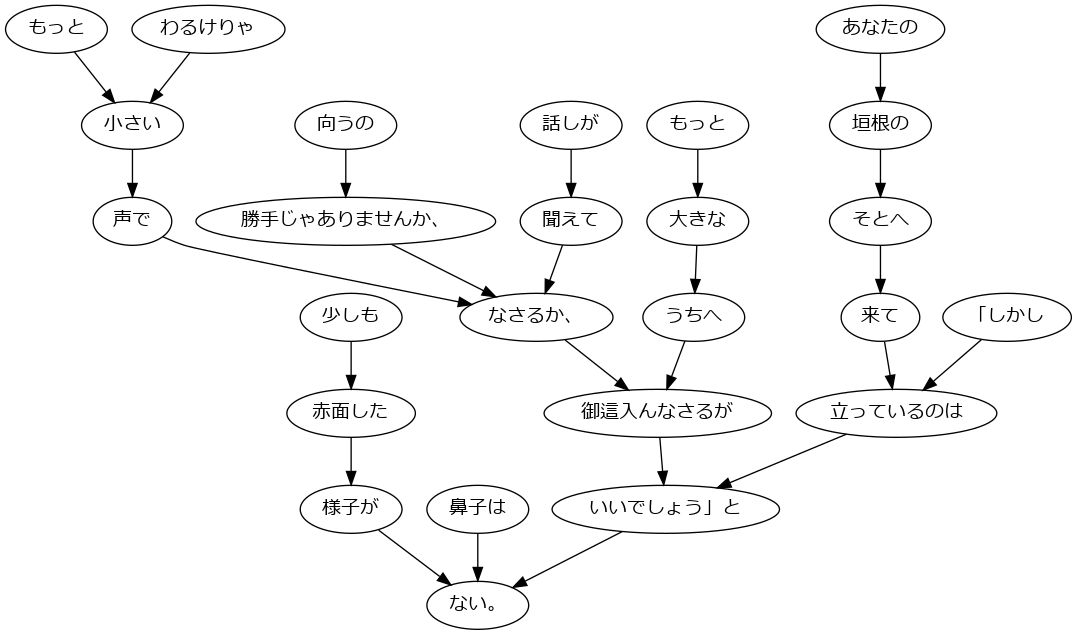 もっと わるけりゃ あなたの
小さい 向うの 話しが もっと 垣根の
声で 勝手じゃありませんか、 聞えて 大きな そとへ
少しも なさるか、 うちへ 来て 「しかし
赤面した 御這入んなさるが 立っているのは
様子が 鼻子は いいでしょう」と
ない。